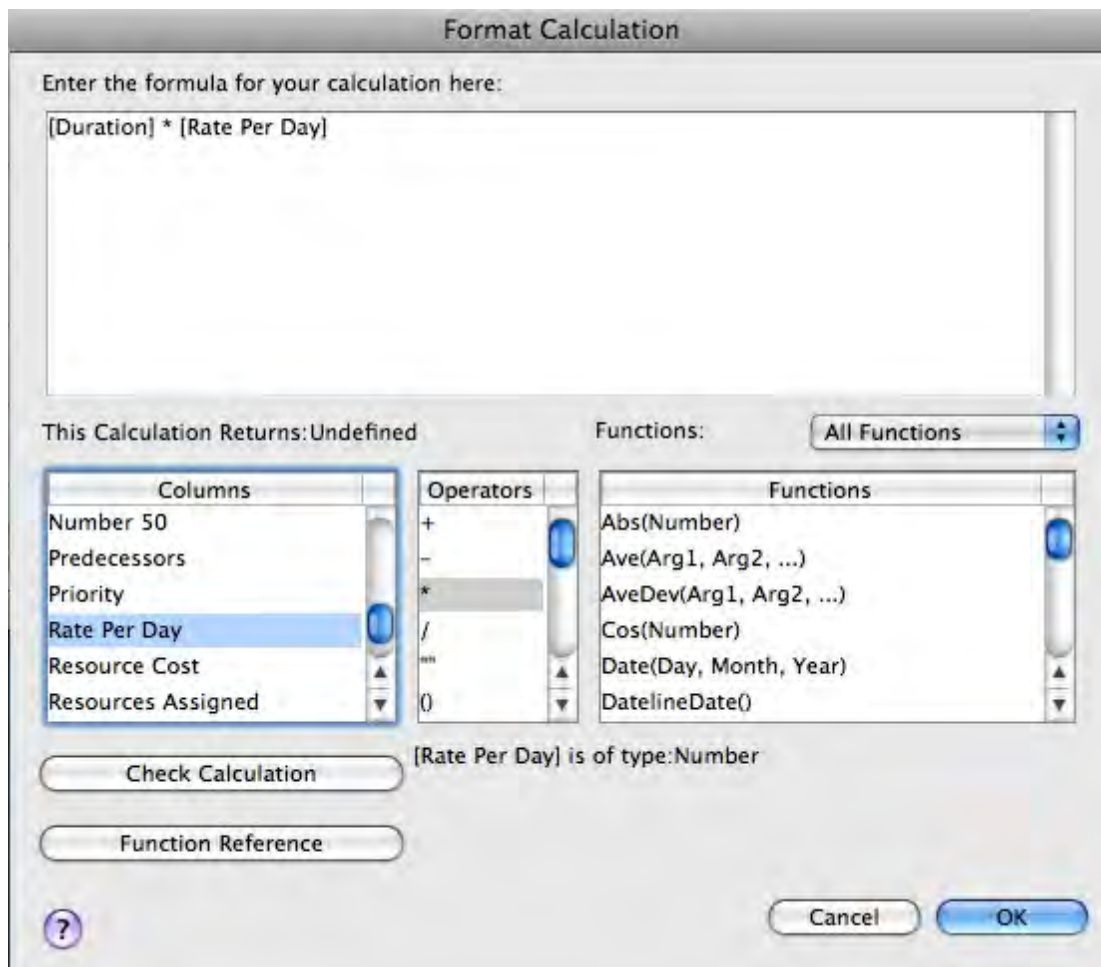 Format Calculation
Enter the formula for your calculation here:
[Duration] * [Rate Per Day]
This Calculation Returns:Undefined
Functions:
All Functions
Columns
Number 50
Predecessors
Priority
Rate Per Day
Resource Cost
Resources Assigned
Operators
+
-
*
/
""
()
Functions
Abs(Number)
Ave(Arg1, Arg2, ...)
AveDev(Arg1, Arg2, ...)
Cos(Number)
Date(Day, Month, Year)
DatelineDate()
Check Calculation
[Rate Per Day] is of type:Number
Function Reference
?
Cancel
OK